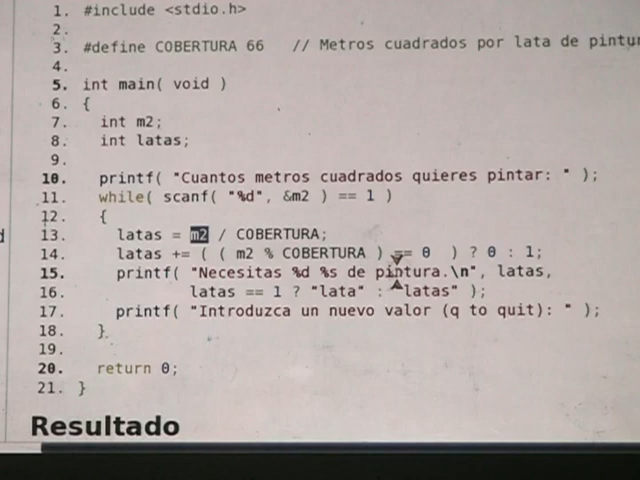 1. #include <stdio.h>
2.
3. #define COBERTURA 66 // Metros cuadrados por lata de
4.
5. int main( void )
6. {
7. int m2;
8. int latas;
9.
10. printf( "Cuantos metros cuadrados quieres pintar: " );
11. while( scanf( "%d", &m2 ) == 1 )
12. {
13. latas = m2 / COBERTURA;
14. latas += ( ( m2 % COBERTURA ) == 0 ) ? 0 : 1;
15. printf( "Necesitas %d %s de pintura.\n", latas,
16. latas == 1 ? "lata" : "latas" );
17. printf( "Introduzca un nuevo valor (q to quit): " );
18. }
19.
20. return 0;
21. }
Resultado